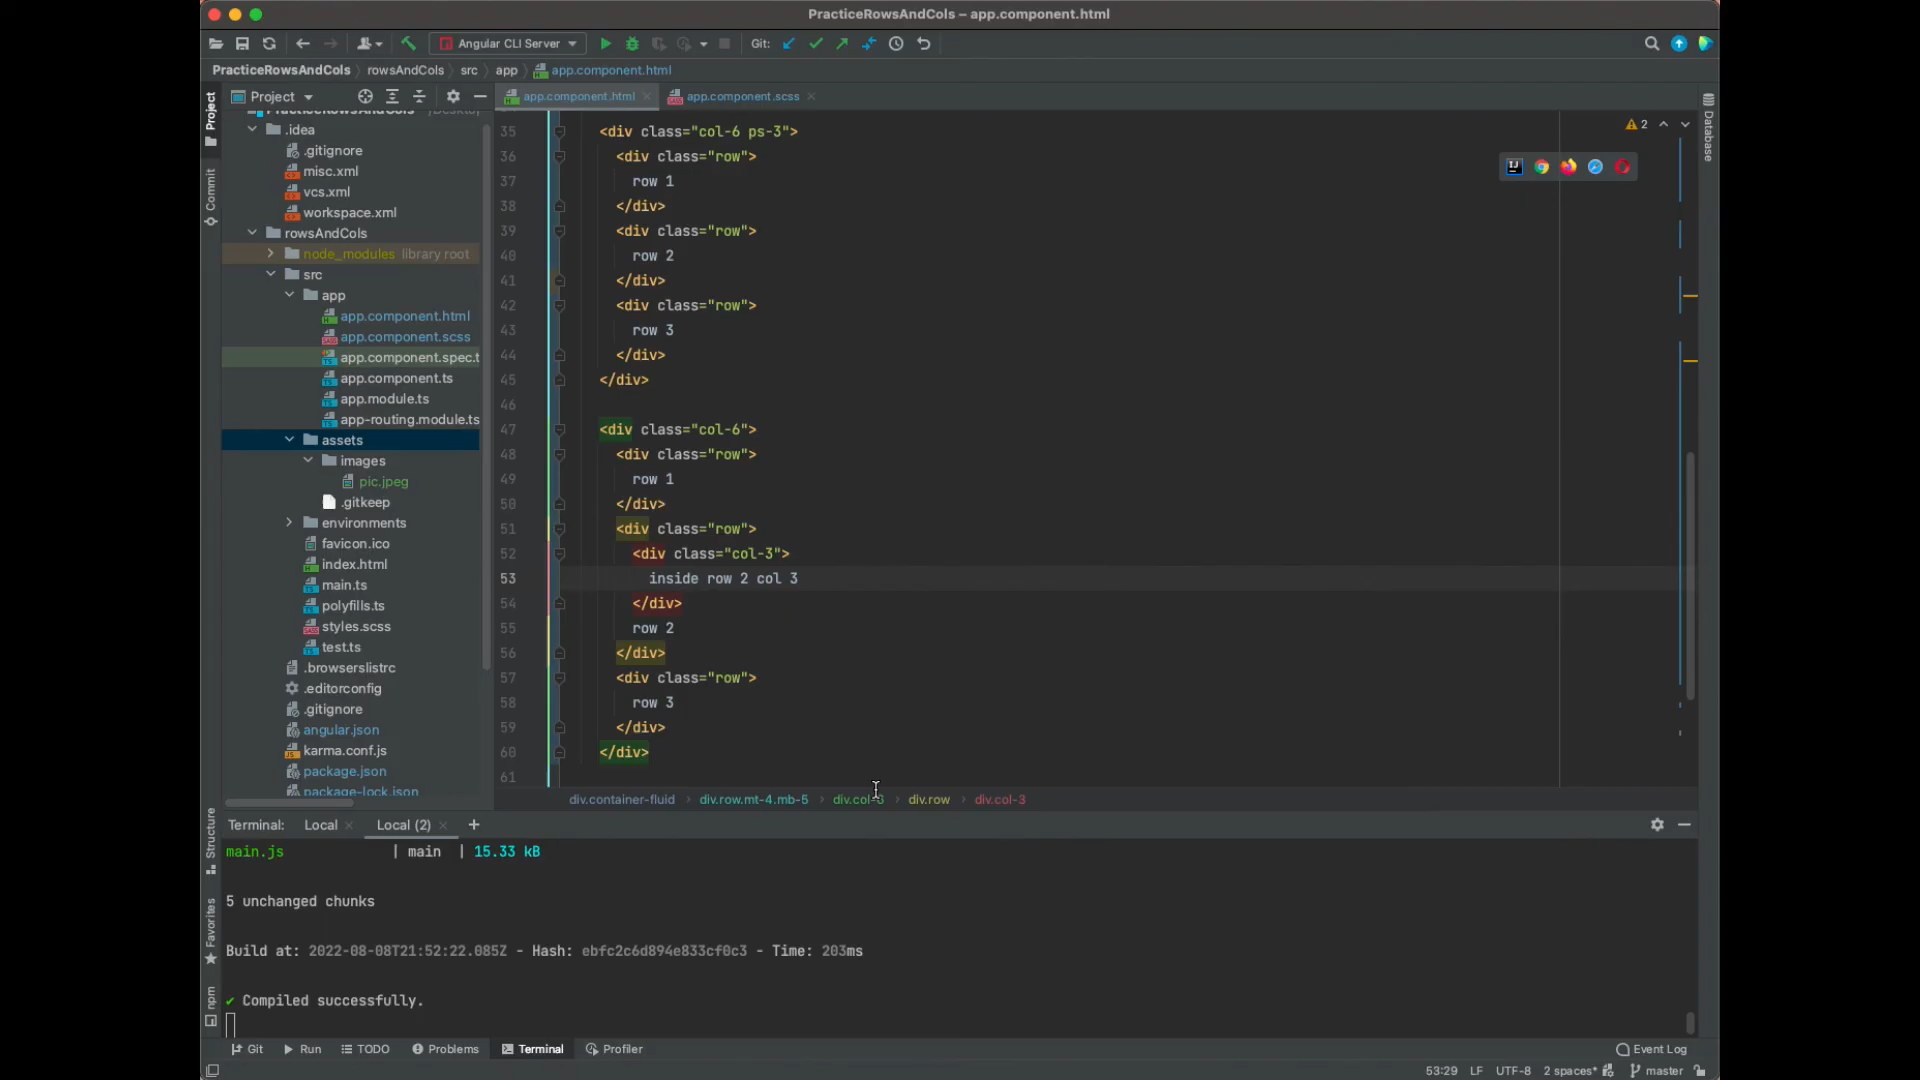 PracticeRowsAndCols – app.component.html
Angular CLI Server
Git:
PracticeRowsAndCols
rowsAndCols
src
app
app.component.html
Project
Commit
Structure
Favorites
npm
Database
Project
.idea
.gitignore
misc.xml
vcs.xml
workspace.xml
rowsAndCols
node_modules library root
src
app
app.component.html
app.component.scss
app.component.spec.t
app.component.ts
app.module.ts
app-routing.module.ts
assets
images
pic.jpeg
.gitkeep
environments
favicon.ico
index.html
main.ts
polyfills.ts
styles.scss
test.ts
.browserslistrc
.editorconfig
.gitignore
angular.json
karma.conf.js
package.json
package-lock.json
app.component.html
app.component.scss
2
35 <div class="col-6 ps-3">
36 <div class="row">
37 row 1
38 </div>
39 <div class="row">
40 row 2
41 </div>
42 <div class="row">
43 row 3
44 </div>
45 </div>
46
47 <div class="col-6">
48 <div class="row">
49 row 1
50 </div>
51 <div class="row">
52 <div class="col-3">
53 inside row 2 col 3
54 </div>
55 row 2
56 </div>
57 <div class="row">
58 row 3
59 </div>
60 </div>
61
div.container-fluid
div.row.mt-4.mb-5
div.row
div.col-3
Terminal:
Local
Local (2)
main.js | main | 15.33 kB
5 unchanged chunks
Build at: 2022-08-08T21:52:22.085Z - Hash: ebfc2c6d894e833cf0c3 - Time: 203ms
✔ Compiled successfully.
Git
Run
TODO
Problems
Terminal
Profiler
Event Log
53:29
LF
UTF-8
2 spaces*
master